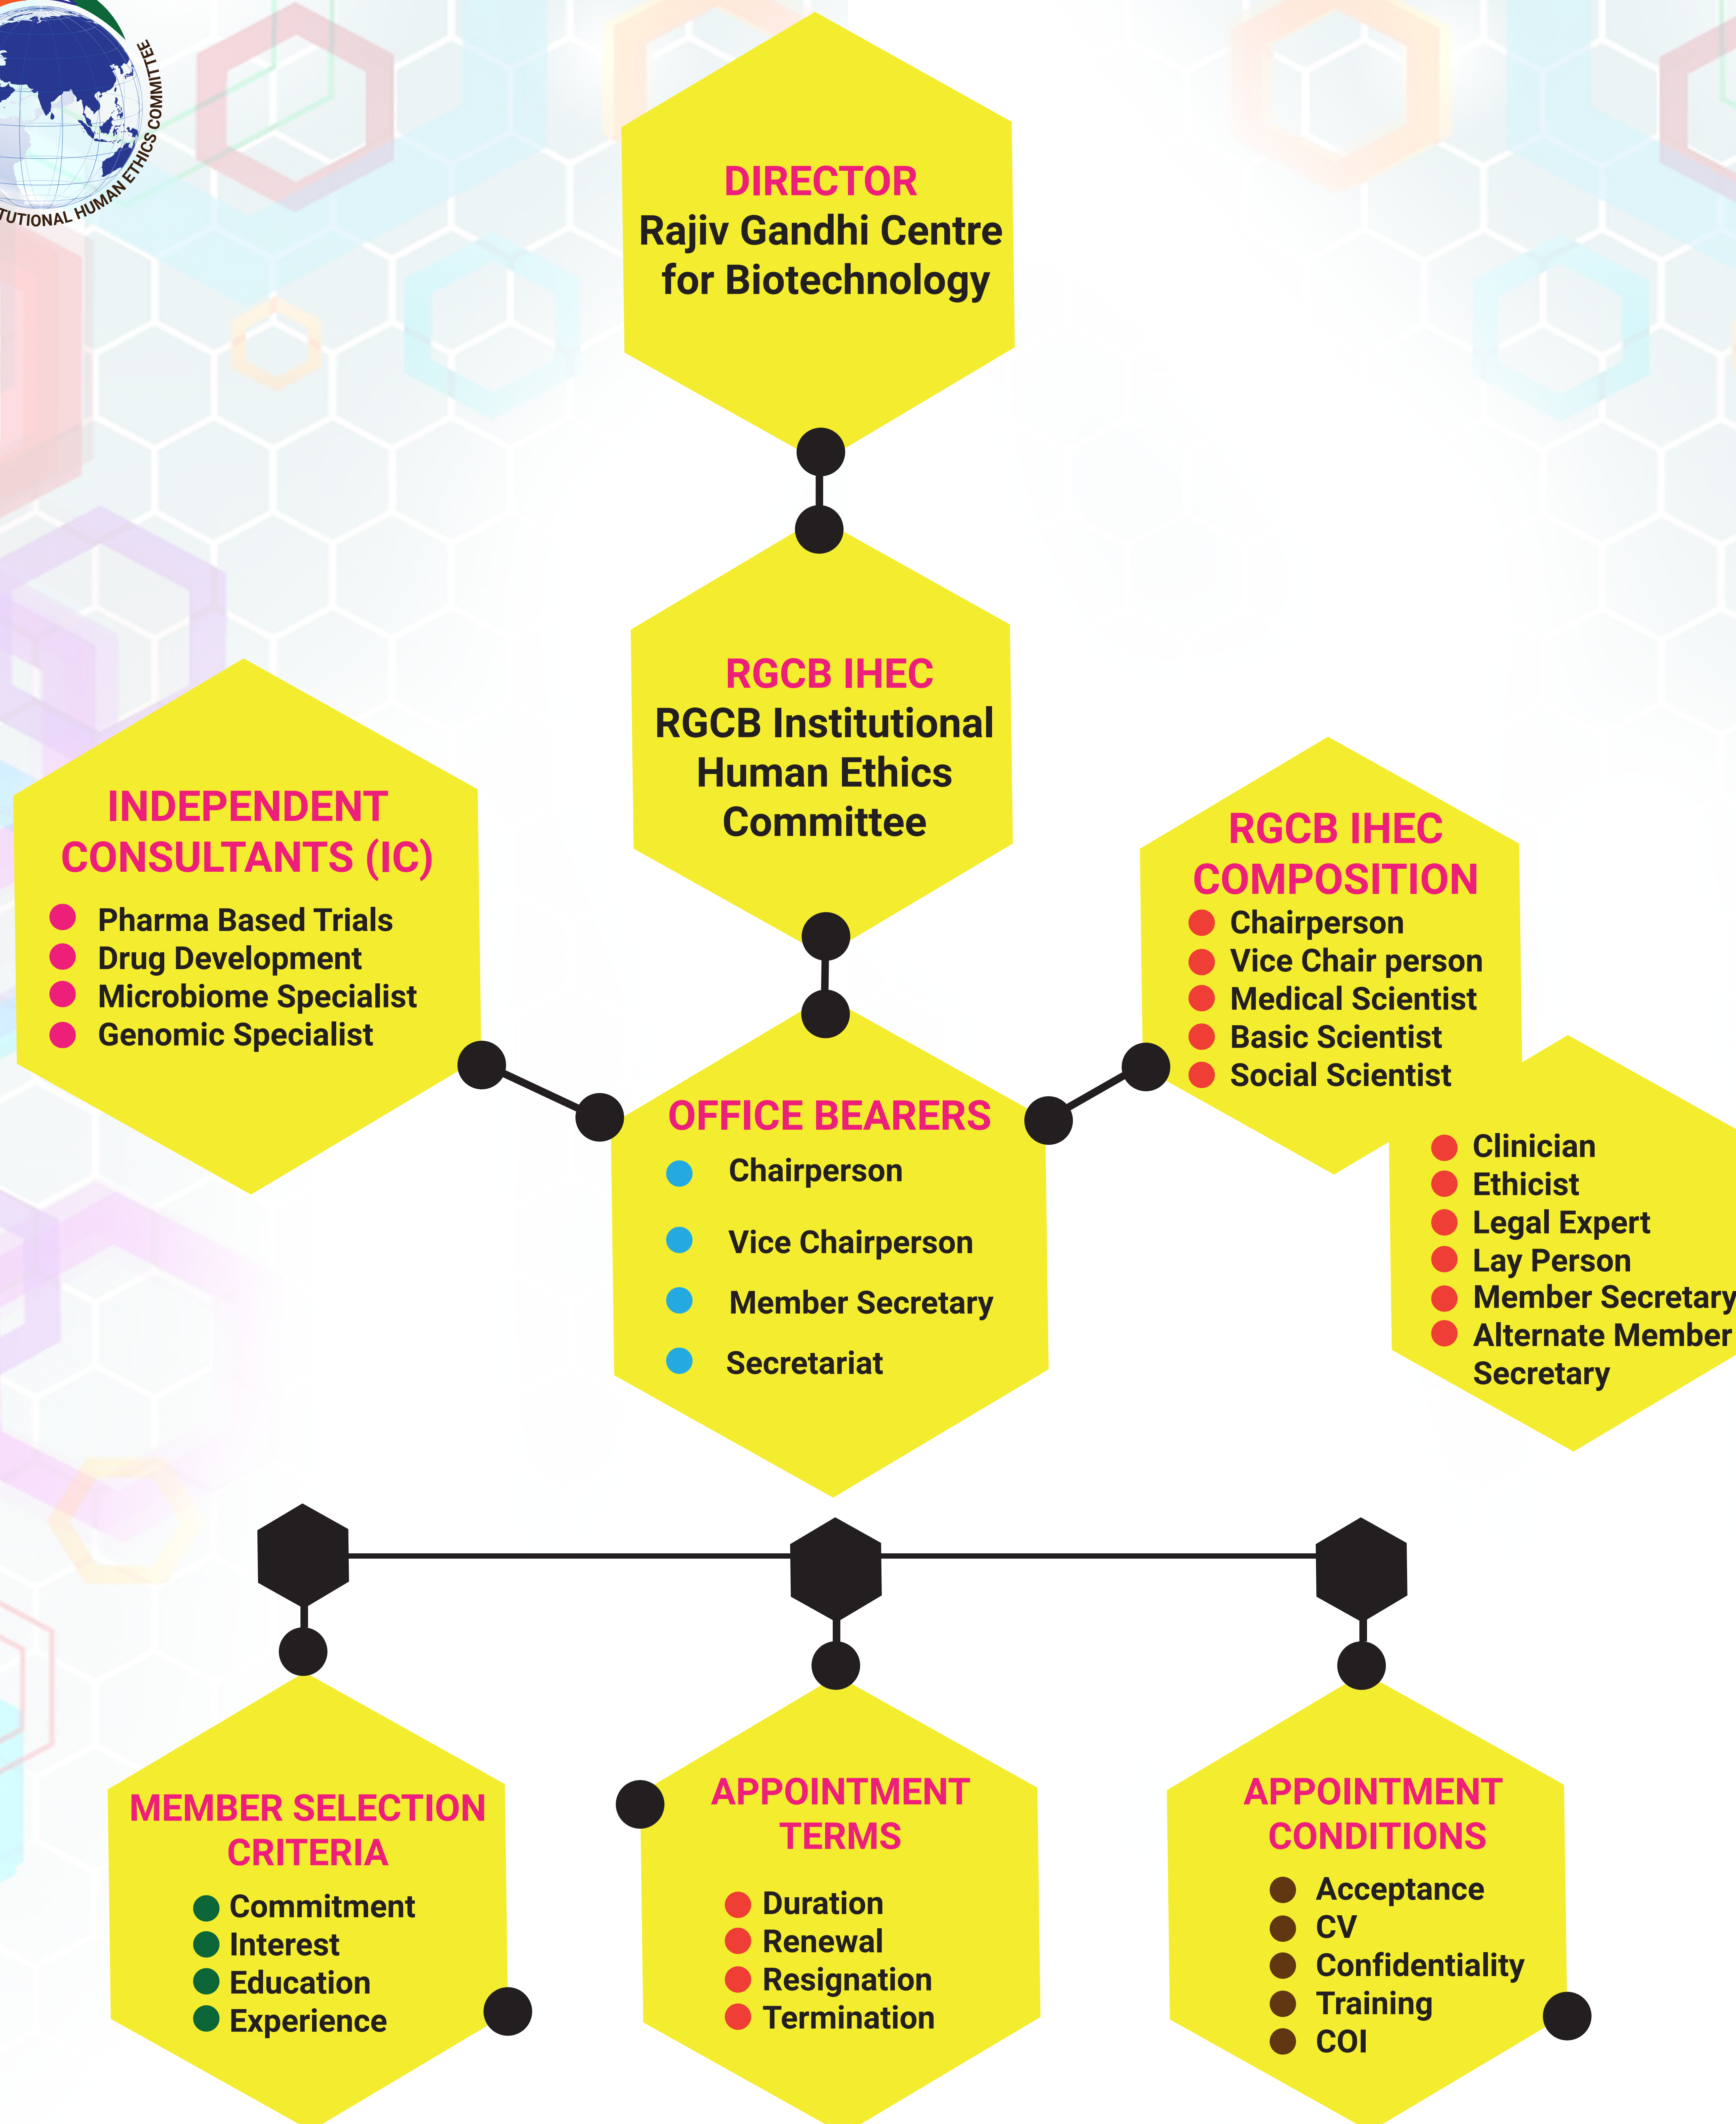 TUTIONAL HUMAN ETHICS COMMITTEE
DIRECTOR
Rajiv Gandhi Centre
for Biotechnology
RGCB IHEC
RGCB Institutional
Human Ethics
Committee
INDEPENDENT
CONSULTANTS (IC)
Pharma Based Trials
Drug Development
Microbiome Specialist
Genomic Specialist
RGCB IHEC
COMPOSITION
Chairperson
Vice Chair person
Medical Scientist
Basic Scientist
Social Scientist
Clinician
Ethicist
Legal Expert
Lay Person
Member Secretary
Alternate Member
Secretary
OFFICE BEARERS
Chairperson
Vice Chairperson
Member Secretary
Secretariat
MEMBER SELECTION
CRITERIA
Commitment
Interest
Education
Experience
APPOINTMENT
TERMS
Duration
Renewal
Resignation
Termination
APPOINTMENT
CONDITIONS
Acceptance
CV
Confidentiality
Training
COI